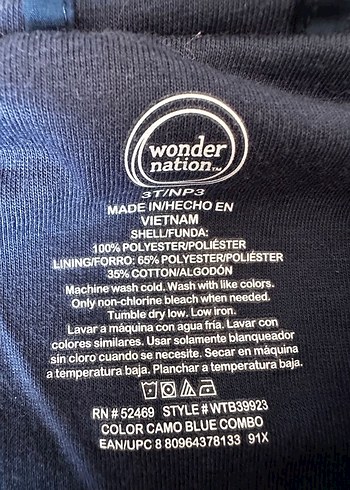 wonder
nation™
3T/NP3
MADE IN/HECHO EN
VIETNAM
SHELL/FUNDA:
100% POLYESTER/POLIÉSTER
LINING/FORRO: 65% POLYESTER/POLIÉSTER
35% COTTON/ALGODÓN
Machine wash cold. Wash with like colors.
Only non-chlorine bleach when needed.
Tumble dry low. Low iron.
Lavar a máquina con agua fría. Lavar con
colores similares. Usar solamente blanqueador
sin cloro cuando se necesite. Secar en máquina
a temperatura baja. Planchar a temperatura baja.
RN # 52469 STYLE # WTB39923
COLOR CAMO BLUE COMBO
EAN/UPC 8 80964378133 91X